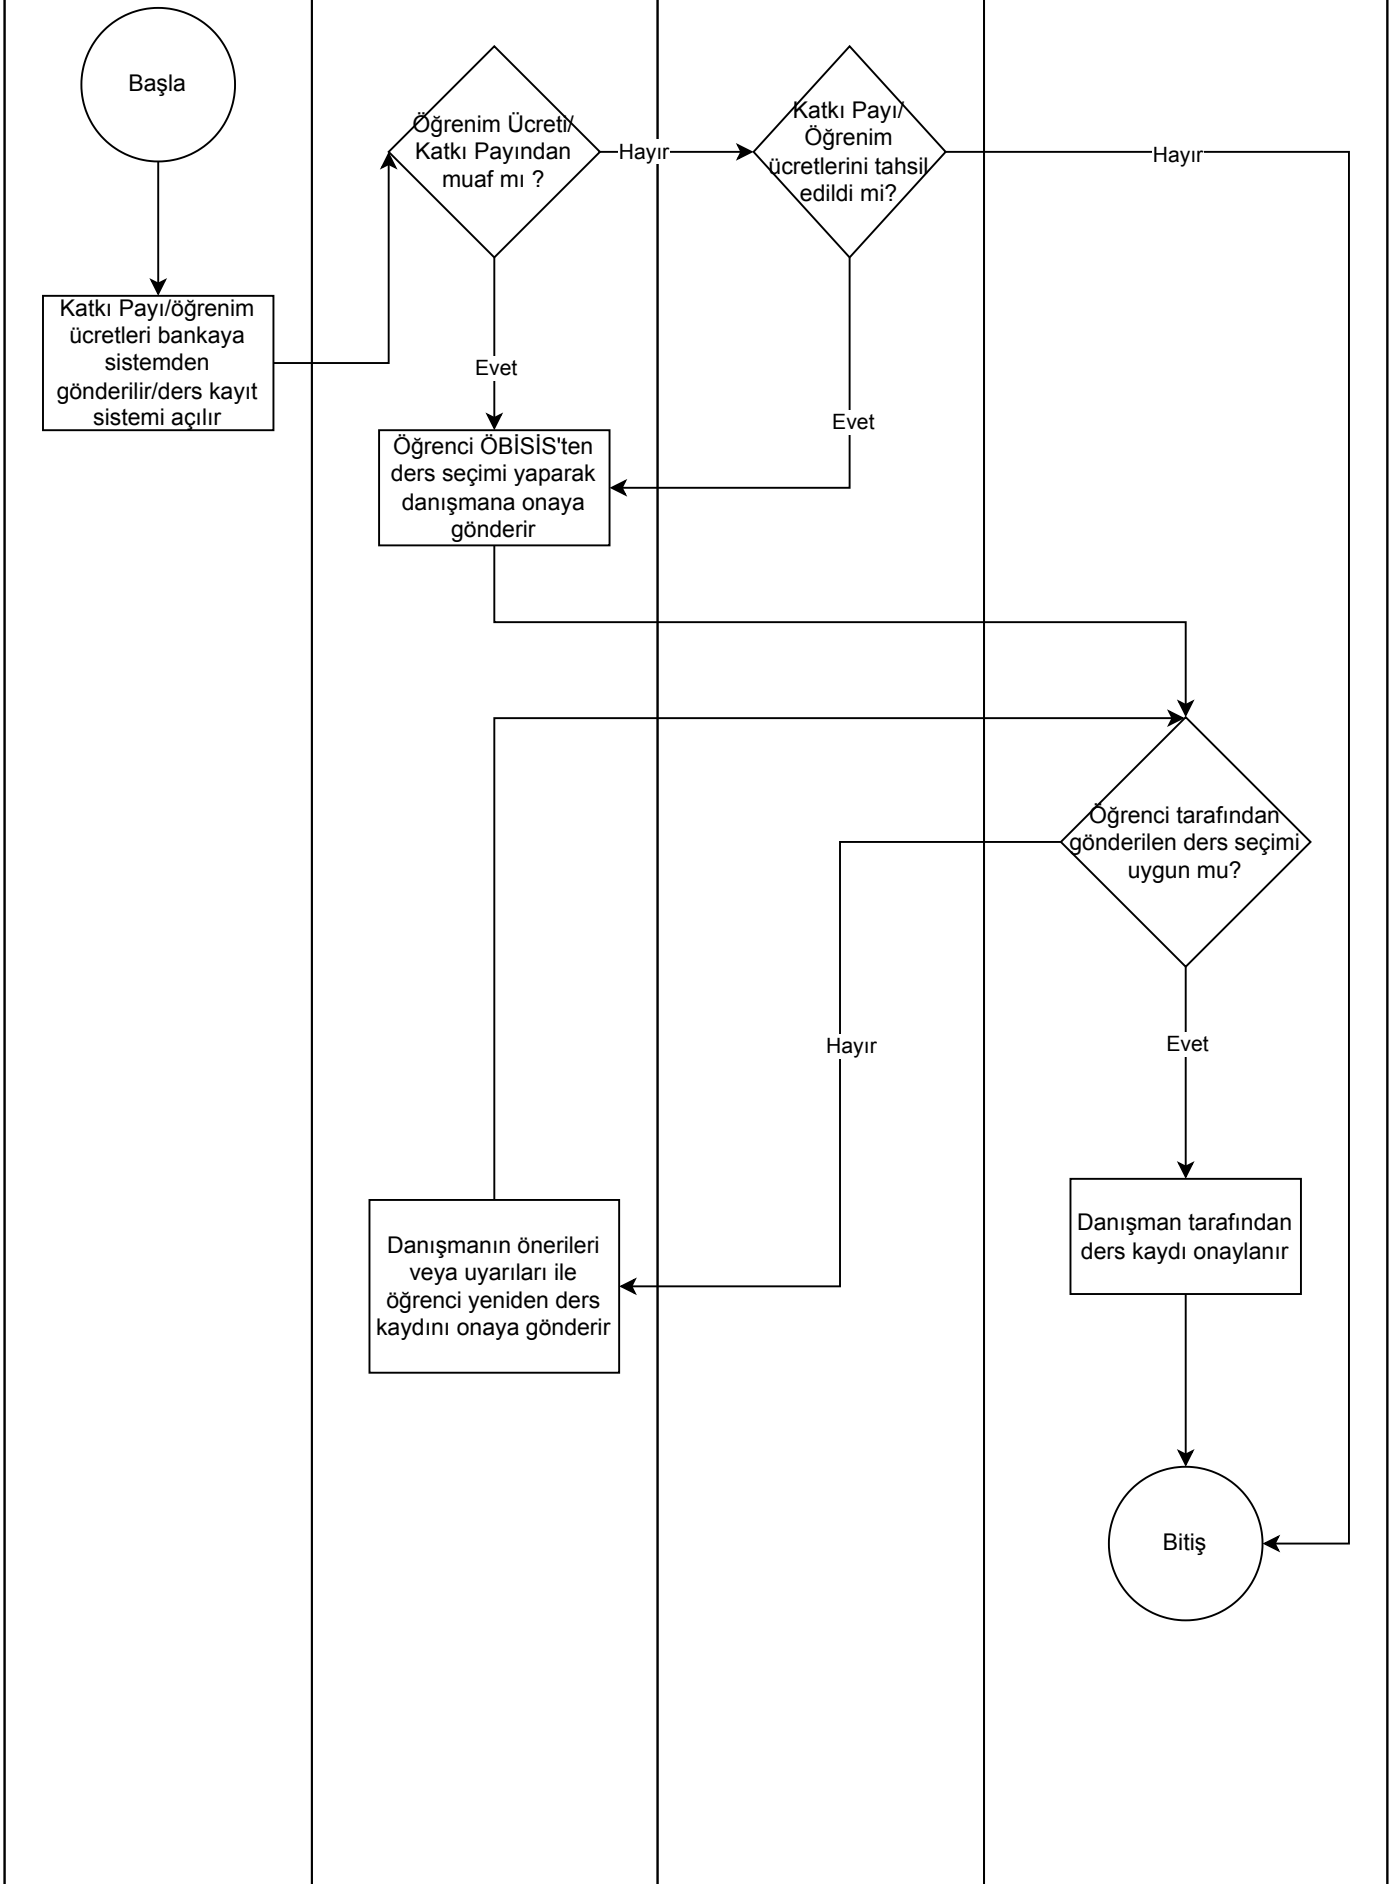 Başla
Öğrenim Ücreti/
Katkı Payından
muaf mı ?
Hayır
Katkı Payı/
Öğrenim
ücretlerini tahsil
edildi mi?
Hayır
Katkı Payı/öğrenim
ücretleri bankaya
sistemden
gönderilir/ders kayıt
sistemi açılır
Evet
Evet
Öğrenci ÖBİSİS'ten
ders seçimi yaparak
danışmana onaya
gönderir
Öğrenci tarafından
gönderilen ders seçimi
uygun mu?
Hayır
Evet
Danışmanın önerileri
veya uyarıları ile
öğrenci yeniden ders
kaydını onaya gönderir
Danışman tarafından
ders kaydı onaylanır
Bitiş